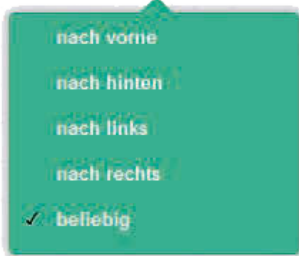 nach vorne
nach hinten
nach links
nach rechts
✓ beliebig